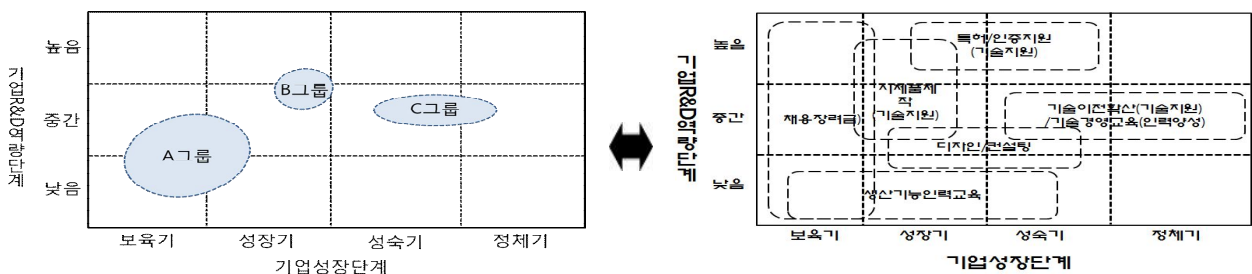 기업R&D역량단계
높음
중간
낮음
A그룹
B그룹
C그룹
보육기
성장기
성숙기
정체기
기업성장단계
기업R&D역량단계
높음
중간
낮음
특허/인증지원
(기술지원)
시제품제
작
(기술지원)
채용장려금)
기술이전확산(기술지원)
/기술경영교육(인력양성)
디자인/컨설팅
생산기능인력교육
보육기
성장기
성숙기
정체기
기업성장단계